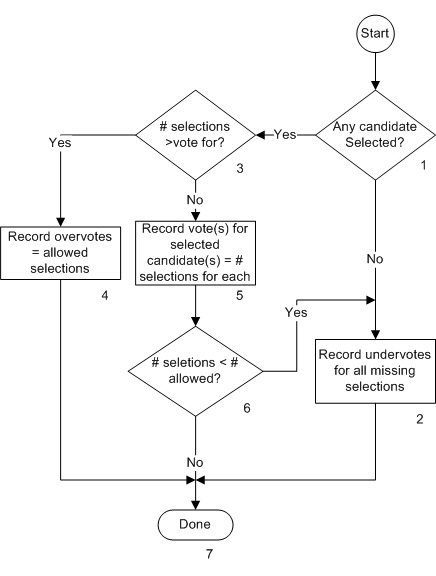 Start
Any candidate
Selected?
1
Yes
# selections
>vote for?
3
Yes
No
No
Record overvotes
= allowed
selections
4
Record vote(s) for
selected
candidate(s) = #
selections for each
5
Yes
# seletions < #
allowed?
6
Record undervotes
for all missing
selections
2
No
Done
7